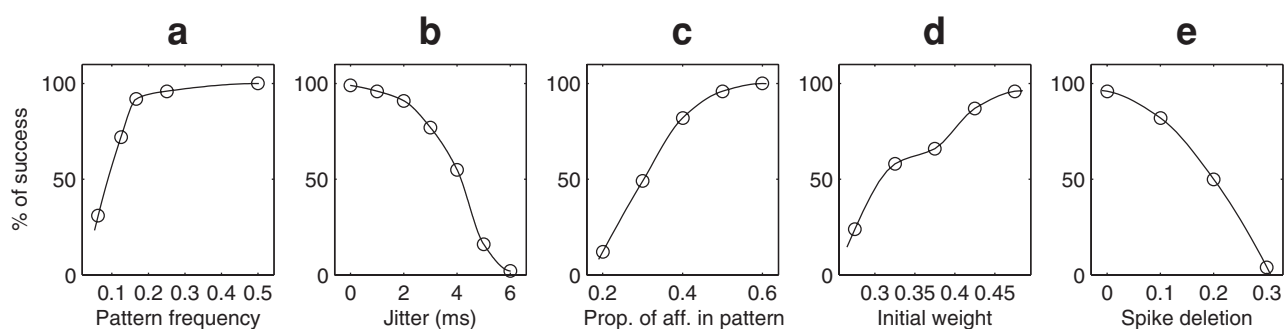 a b c d e
% of success
100 100 100 100 100
50 50 50 50 50
0 0 0 0 0
0.1 0.2 0.3 0.4 0.5 0 2 4 6 0.2 0.4 0.6 0.3 0.35 0.4 0.45 0 0.1 0.2 0.3
Pattern frequency Jitter (ms) Prop. of aff. in pattern Initial weight Spike deletion